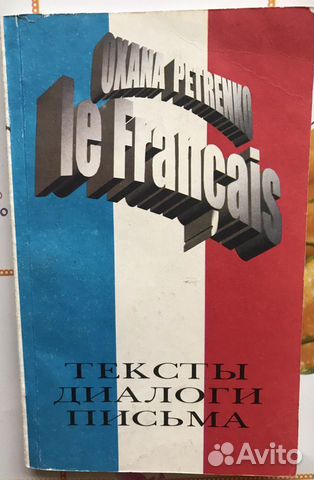 OXANA PETRENKO
le Français
ТЕКСТЫ
ДИАЛОГИ
ПИСЬМА
Avito